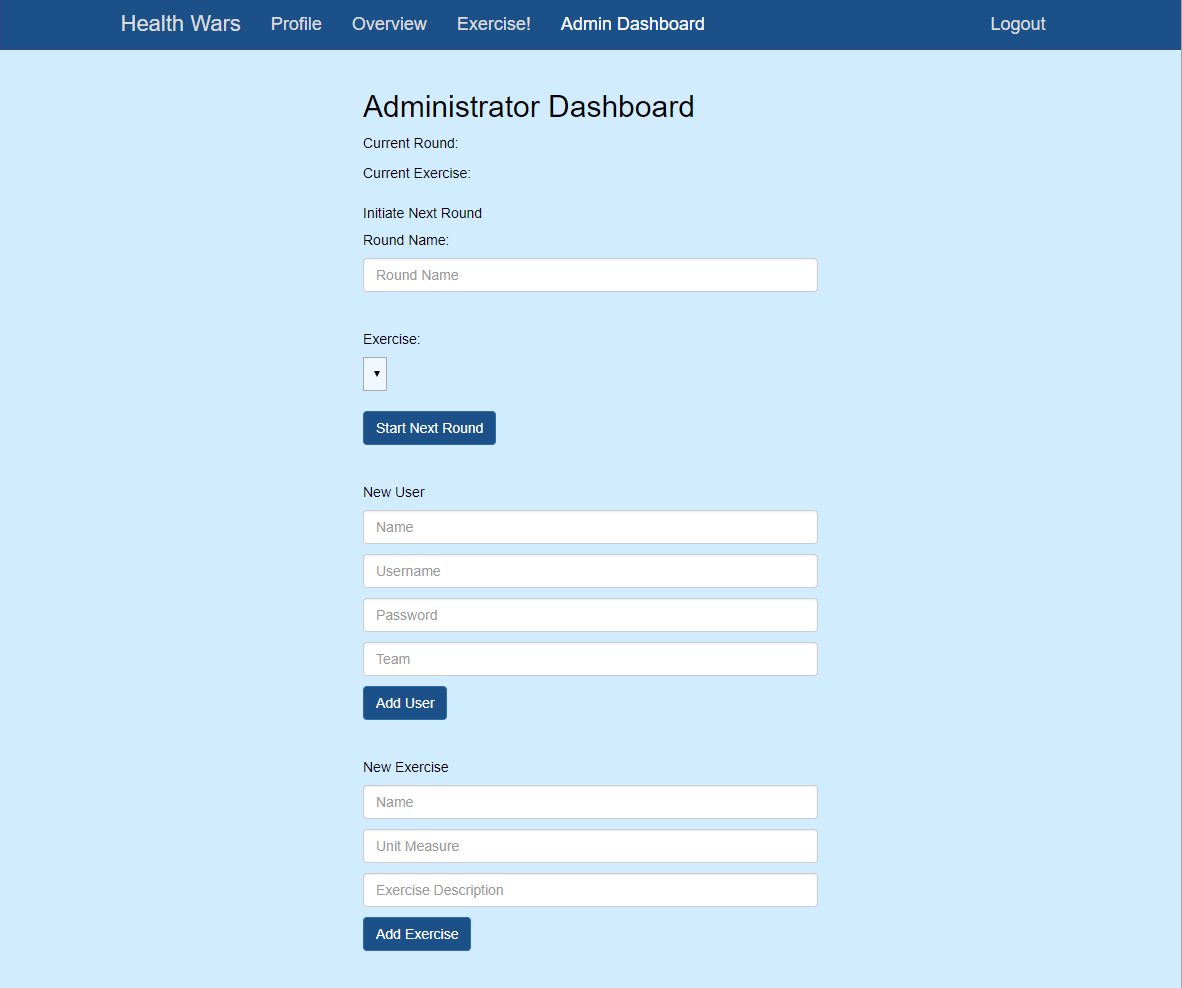 Health Wars Profile Overview Exercise! Admin Dashboard Logout
Administrator Dashboard
Current Round:
Current Exercise:
Initiate Next Round
Round Name:
Round Name
Exercise:
Start Next Round
New User
Name
Username
Password
Team
Add User
New Exercise
Name
Unit Measure
Exercise Description
Add Exercise